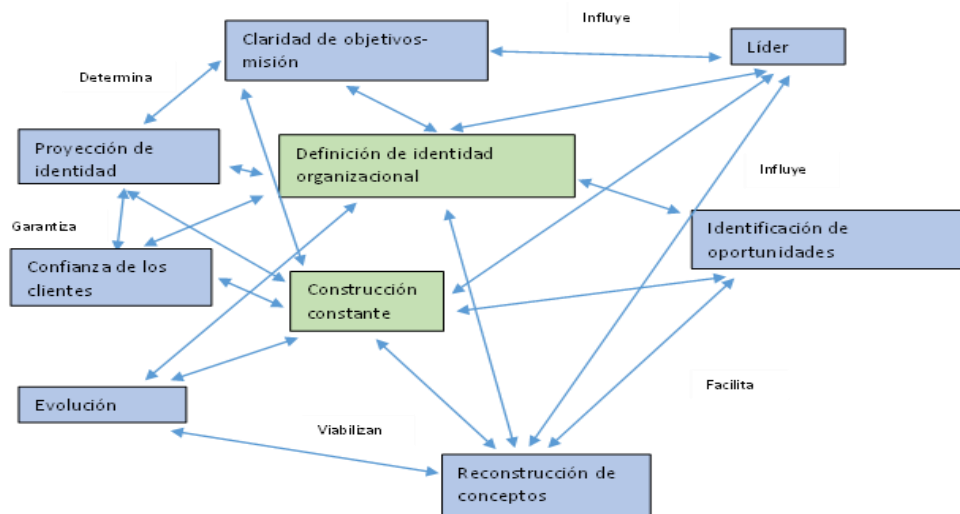 Influye
Claridad de objetivos-
misión
Líder
Determina
Proyección de
identidad
Definición de identidad
organizacional
Influye
Garantiza
Identificación de
oportunidades
Confianza de los
clientes
Construcción
constante
Evolución
Facilita
Viabilizan
Reconstrucción de
conceptos